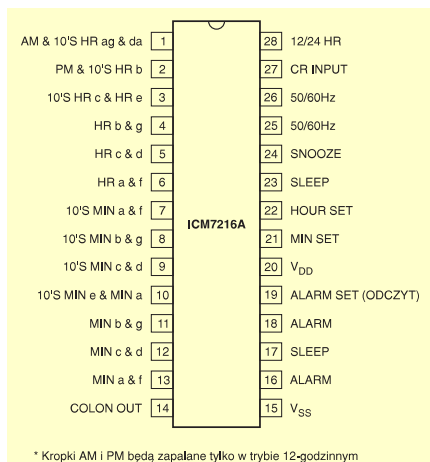 AM & 10'S HR ag & da 1 28 12/24 HR
PM & 10'S HR b 2 27 CR INPUT
10'S HR c & HR e 3 26 50/60Hz
HR b & g 4 25 50/60Hz
HR c & d 5 24 SNOOZE
HR a & f 6 23 SLEEP
10'S MIN a & f 7 22 HOUR SET
ICM7216A
10'S MIN b & g 8 21 MIN SET
10'S MIN c & d 9 20 VDD
10'S MIN e & MIN a 10 19 ALARM SET (ODCZYT)
MIN b & g 11 18 ALARM
MIN c & d 12 17 SLEEP
MIN a & f 13 16 ALARM
COLON OUT 14 15 VSS
* Kropki AM i PM będą zapalane tylko w trybie 12-godzinnym